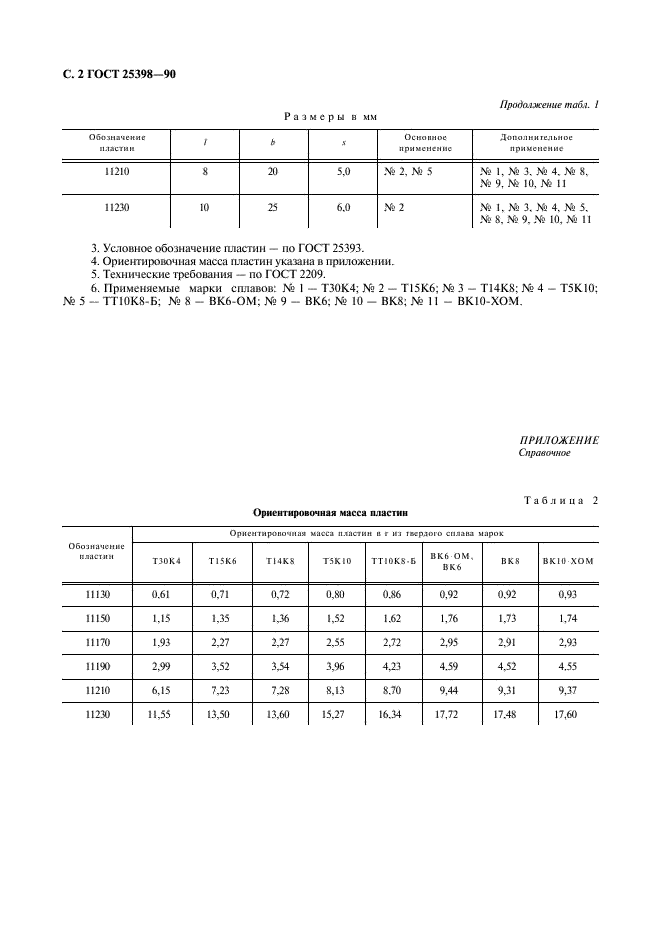 С. 2 ГОСТ 25398—90
Продолжение табл. 1
Размеры в мм
Обозначение пластин | l | b | s | Основное применение | Дополнительное применение
11210 | 8 | 20 | 5,0 | № 2, № 5 | № 1, № 3, № 4, № 8, № 9, № 10, № 11
11230 | 10 | 25 | 6,0 | № 2 | № 1, № 3, № 4, № 5, № 8, № 9, № 10, № 11
3. Условное обозначение пластин — по ГОСТ 25393.
4. Ориентировочная масса пластин указана в приложении.
5. Технические требования — по ГОСТ 2209.
6. Применяемые марки сплавов: № 1 — Т30К4; № 2 — Т15К6; № 3 — Т14К8; № 4 — Т5К10;
№ 5 — ТТ10К8-Б; № 8 — ВК6-ОМ; № 9 — ВК6; № 10 — ВК8; № 11 — ВК10-ХОМ.
ПРИЛОЖЕНИЕ
Справочное
Таблица 2
Ориентировочная масса пластин
Обозначение пластин | Ориентировочная масса пластин в г из твердого сплава марок
Т30К4 | Т15К6 | Т14К8 | Т5К10 | ТТ10К8-Б | ВК6-ОМ, ВК6 | ВК8 | ВК10-ХОМ
11130 | 0,61 | 0,71 | 0,72 | 0,80 | 0,86 | 0,92 | 0,92 | 0,93
11150 | 1,15 | 1,35 | 1,36 | 1,52 | 1,62 | 1,76 | 1,73 | 1,74
11170 | 1,93 | 2,27 | 2,27 | 2,55 | 2,72 | 2,95 | 2,91 | 2,93
11190 | 2,99 | 3,52 | 3,54 | 3,96 | 4,23 | 4,59 | 4,52 | 4,55
11210 | 6,15 | 7,23 | 7,28 | 8,13 | 8,70 | 9,44 | 9,31 | 9,37
11230 | 11,55 | 13,50 | 13,60 | 15,27 | 16,34 | 17,72 | 17,48 | 17,60